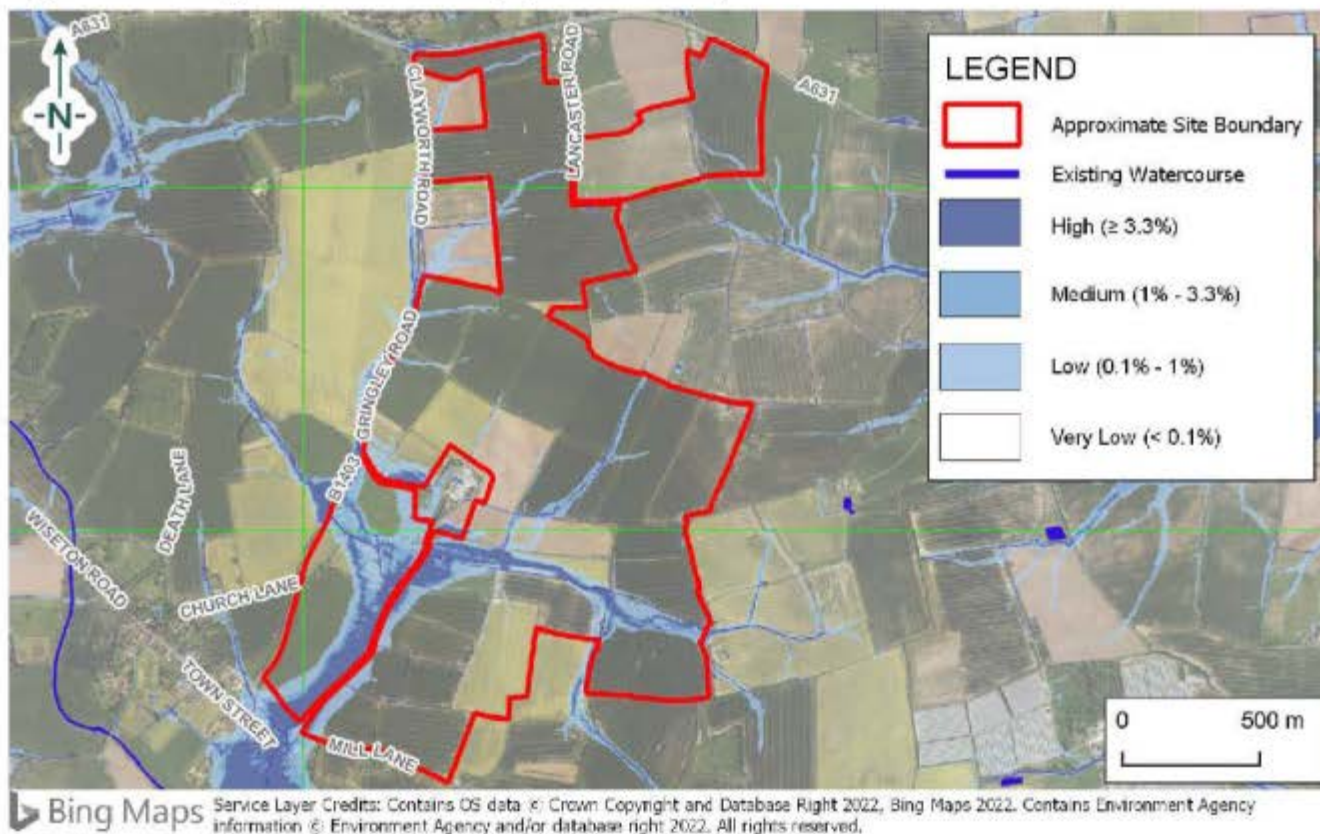 A631
CLAYWORTH ROAD
LANCASTER ROAD
A631
N
GRINGLEY ROAD
B1403
DEATH LANE
WISETON ROAD
CHURCH LANE
TOWN STREET
MILL LANE
LEGEND
Approximate Site Boundary
Existing Watercourse
High (≥ 3.3%)
Medium (1% - 3.3%)
Low (0.1% - 1%)
Very Low (< 0.1%)
0 500 m
Bing Maps
Service Layer Credits: Contains OS data © Crown Copyright and Database Right 2022, Bing Maps 2022. Contains Environment Agency
information © Environment Agency and/or database right 2022. All rights reserved.